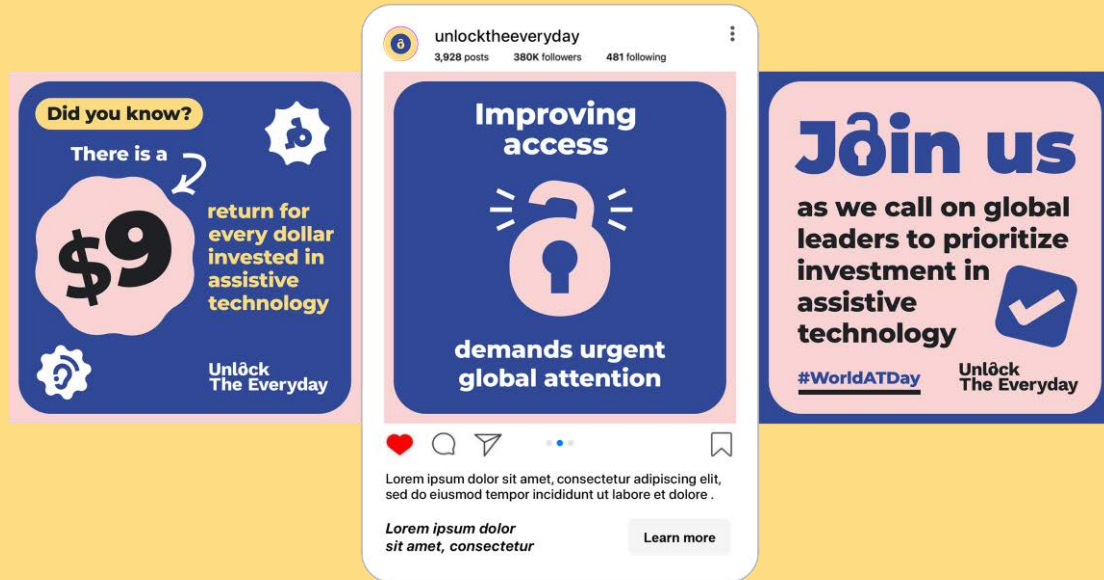 Did you know?
There is a
$9
return for
every dollar
invested in
assistive
technology
Unlôck
The Everyday
unlocktheeveryday
3,928 posts 380K followers 481 following
Improving
access
demands urgent
global attention
Lorem ipsum dolor sit amet, consectetur adipiscing elit,
sed do eiusmod tempor incididunt ut labore et dolore .
Lorem ipsum dolor
sit amet, consectetur
Learn more
Jôin us
as we call on global
leaders to prioritize
investment in
assistive
technology
#WorldATDay
Unlôck
The Everyday